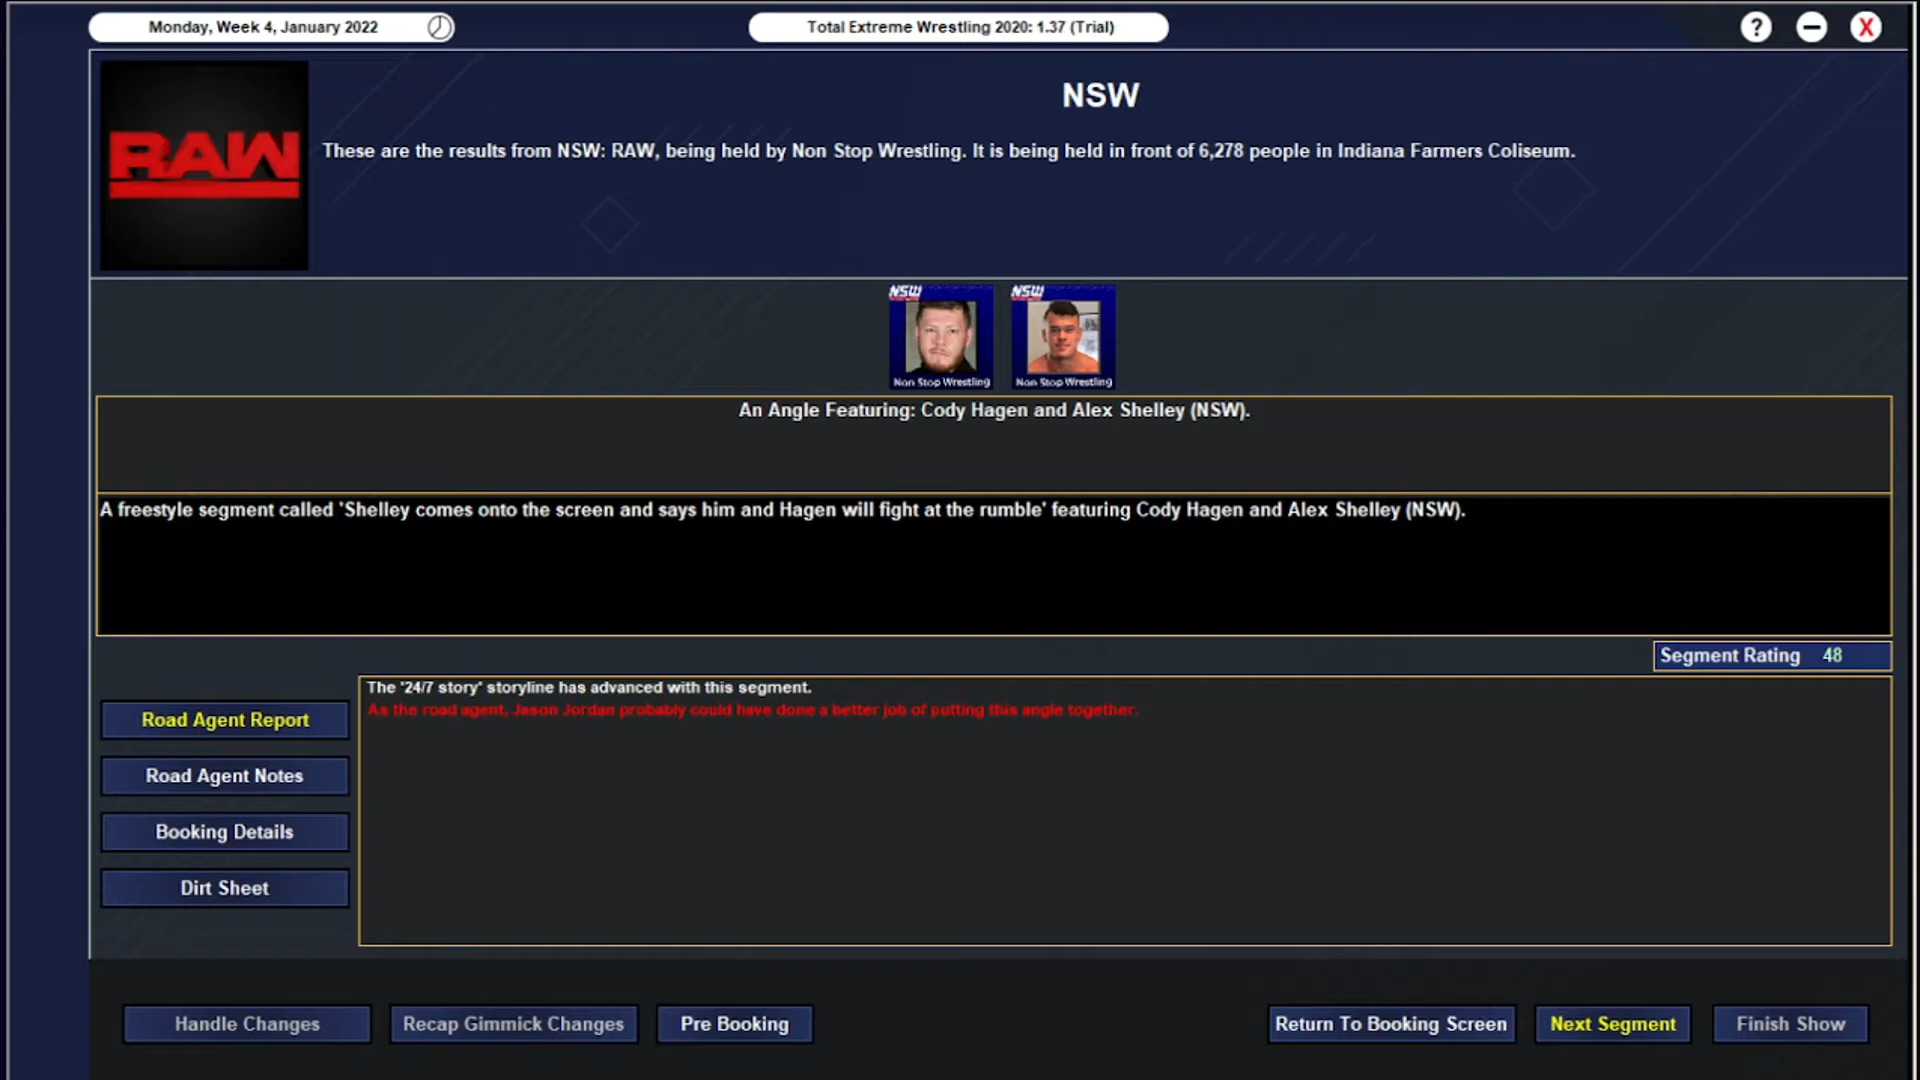 Monday, Week 4, January 2022
Total Extreme Wrestling 2020: 1.37 (Trial)
?
X
RAW
NSW
These are the results from NSW: RAW, being held by Non Stop Wrestling. It is being held in front of 6,278 people in Indiana Farmers Coliseum.
NSW
NSW
Non Stop Wrestling
Non Stop Wrestling
An Angle Featuring: Cody Hagen and Alex Shelley (NSW).
A freestyle segment called 'Shelley comes onto the screen and says him and Hagen will fight at the rumble' featuring Cody Hagen and Alex Shelley (NSW).
Segment Rating 48
Road Agent Report
Road Agent Notes
Booking Details
Dirt Sheet
The '24/7 story' storyline has advanced with this segment.
As the road agent, Jason Jordan probably could have done a better job of putting this angle together.
Handle Changes
Recap Gimmick Changes
Pre Booking
Return To Booking Screen
Next Segment
Finish Show